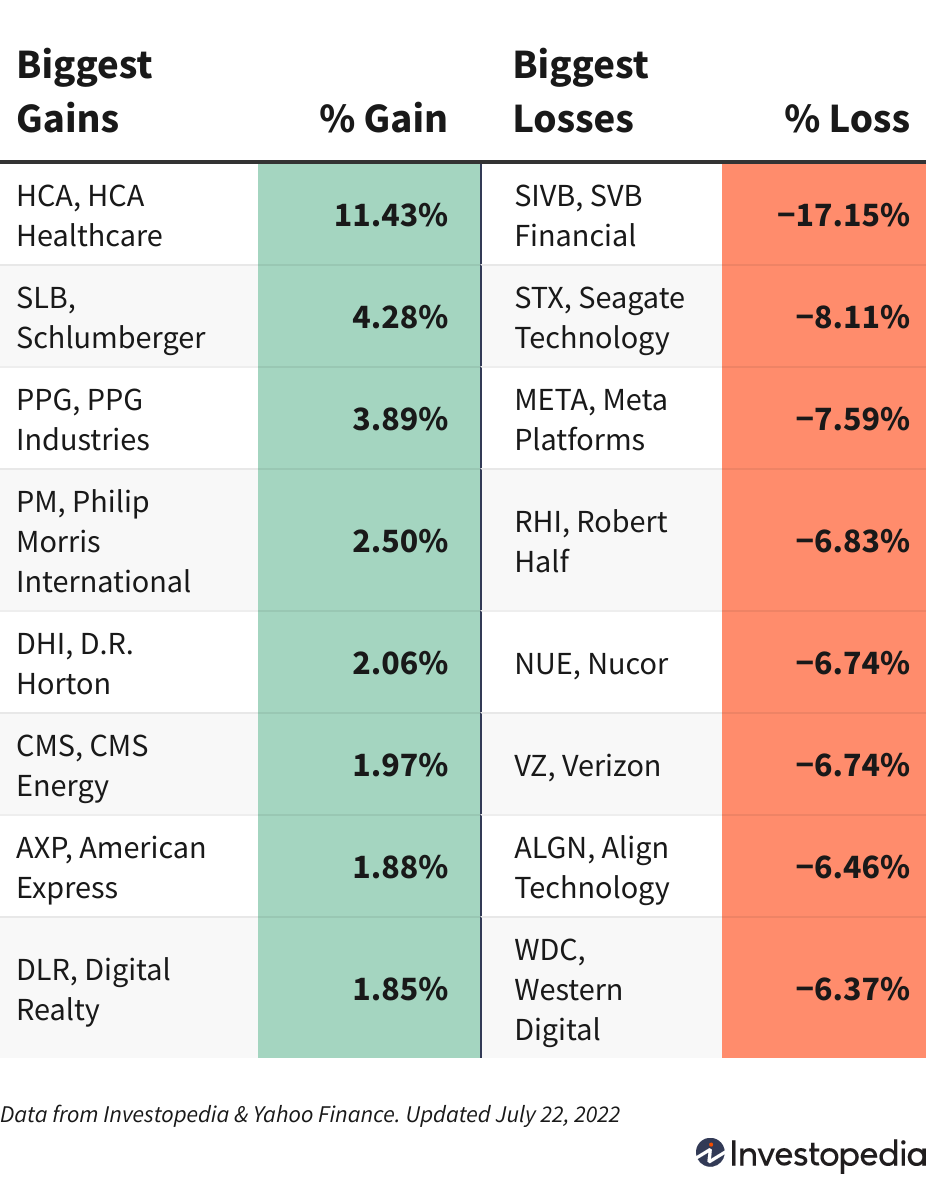 Biggest Gains % Gain Biggest Losses % Loss
HCA, HCA Healthcare 11.43% SIVB, SVB Financial −17.15%
SLB, Schlumberger 4.28% STX, Seagate Technology −8.11%
PPG, PPG Industries 3.89% META, Meta Platforms −7.59%
PM, Philip Morris International 2.50% RHI, Robert Half −6.83%
DHI, D.R. Horton 2.06% NUE, Nucor −6.74%
CMS, CMS Energy 1.97% VZ, Verizon −6.74%
AXP, American Express 1.88% ALGN, Align Technology −6.46%
DLR, Digital Realty 1.85% WDC, Western Digital −6.37%
Data from Investopedia & Yahoo Finance. Updated July 22, 2022
Investopedia